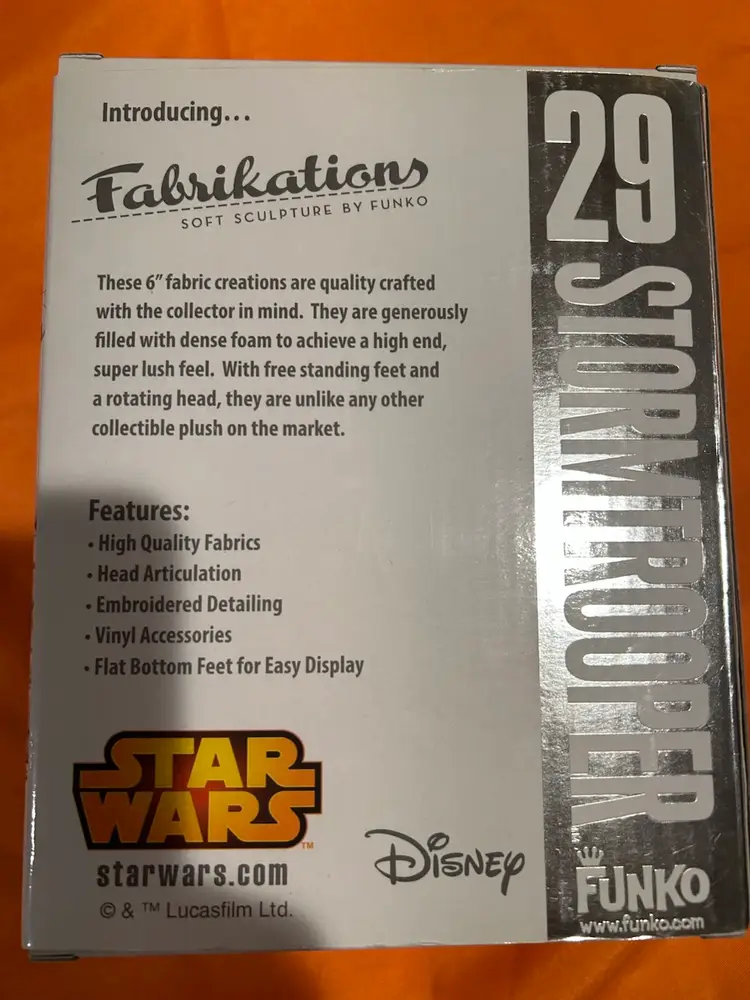 Introducing...
Fabrikations
SOFT SCULPTURE BY FUNKO
These 6" fabric creations are quality crafted
with the collector in mind. They are generously
filled with dense foam to achieve a high end,
super lush feel. With free standing feet and
a rotating head, they are unlike any other
collectible plush on the market.
Features:
• High Quality Fabrics
• Head Articulation
• Embroidered Detailing
• Vinyl Accessories
• Flat Bottom Feet for Easy Display
STAR
WARS™
starwars.com
© & ™ Lucasfilm Ltd.
Disney
29 STORMTROOPER
FUNKO
www.funko.com